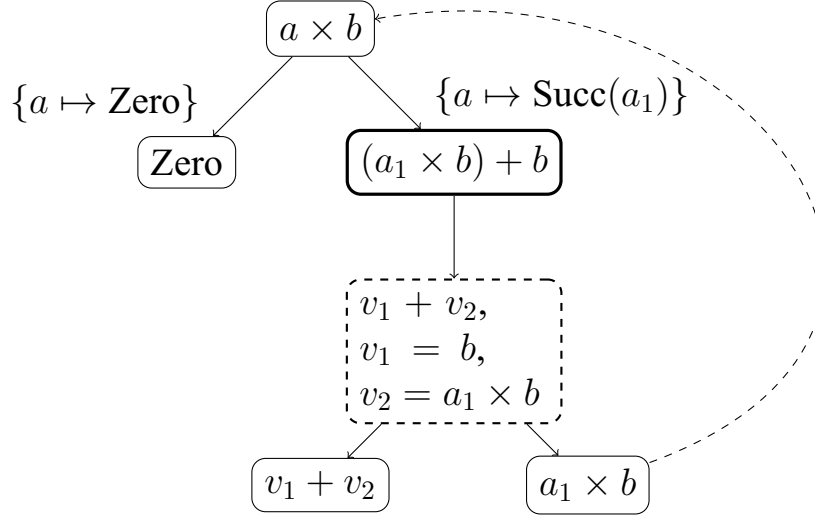 a × b
{a ↦ Zero}
{a ↦ Succ(a₁)}
Zero
(a₁ × b) + b
v₁ + v₂,
v₁ = b,
v₂ = a₁ × b
v₁ + v₂
a₁ × b